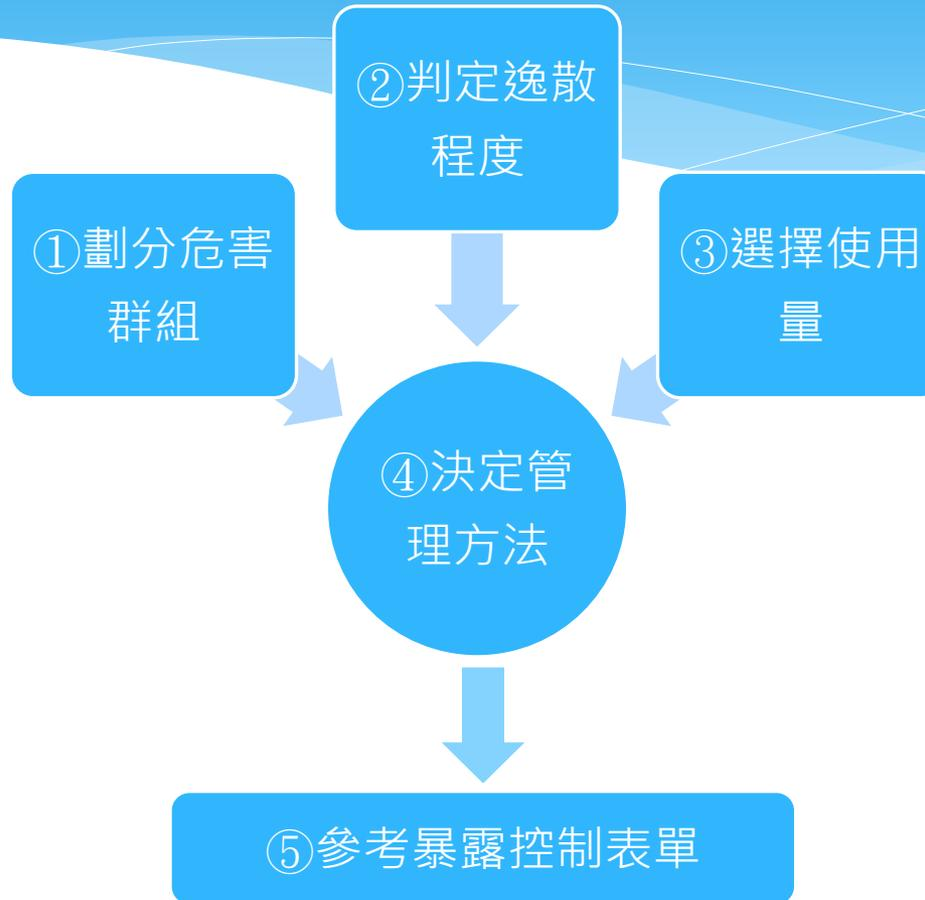 ①劃分危害
群組
②判定逸散
程度
③選擇使用
量
④決定管
理方法
⑤參考暴露控制表單